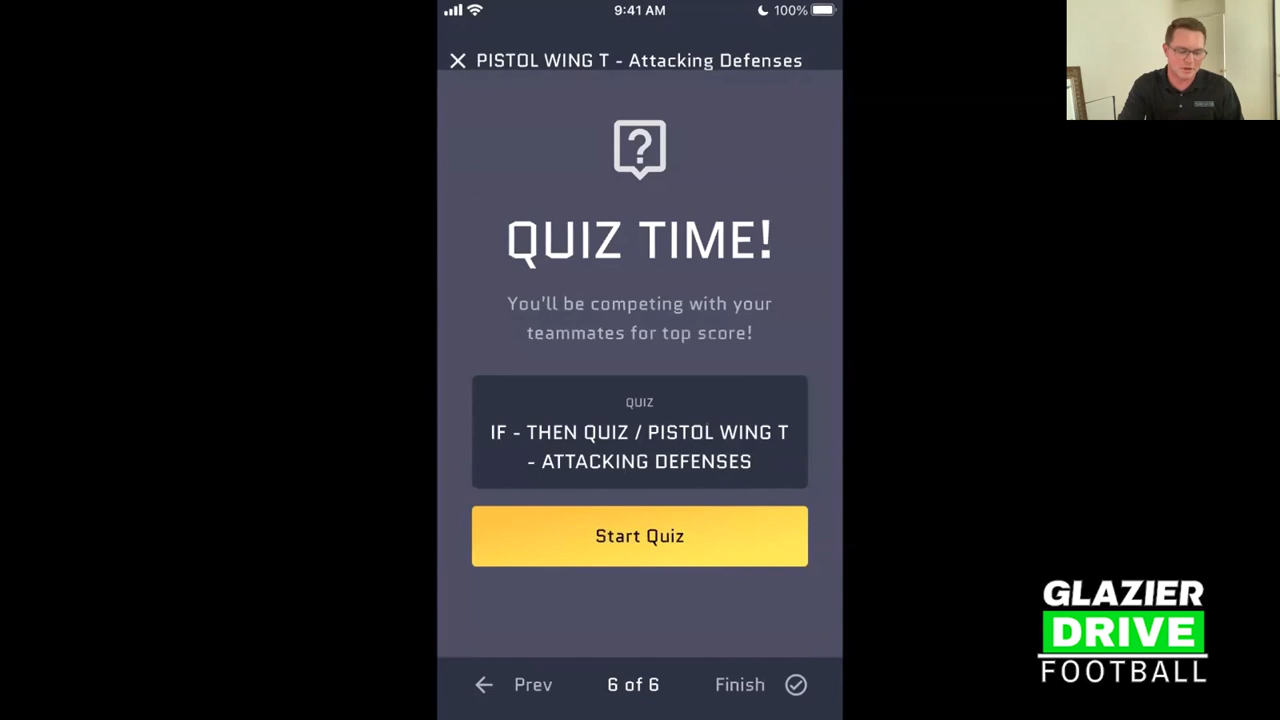 9:41 AM
100%
PISTOL WING T - Attacking Defenses
QUIZ TIME!
You'll be competing with your
teammates for top score!
QUIZ
IF - THEN QUIZ / PISTOL WING T
- ATTACKING DEFENSES
Start Quiz
Prev
6 of 6
Finish
GLAZIER
DRIVE
FOOTBALL